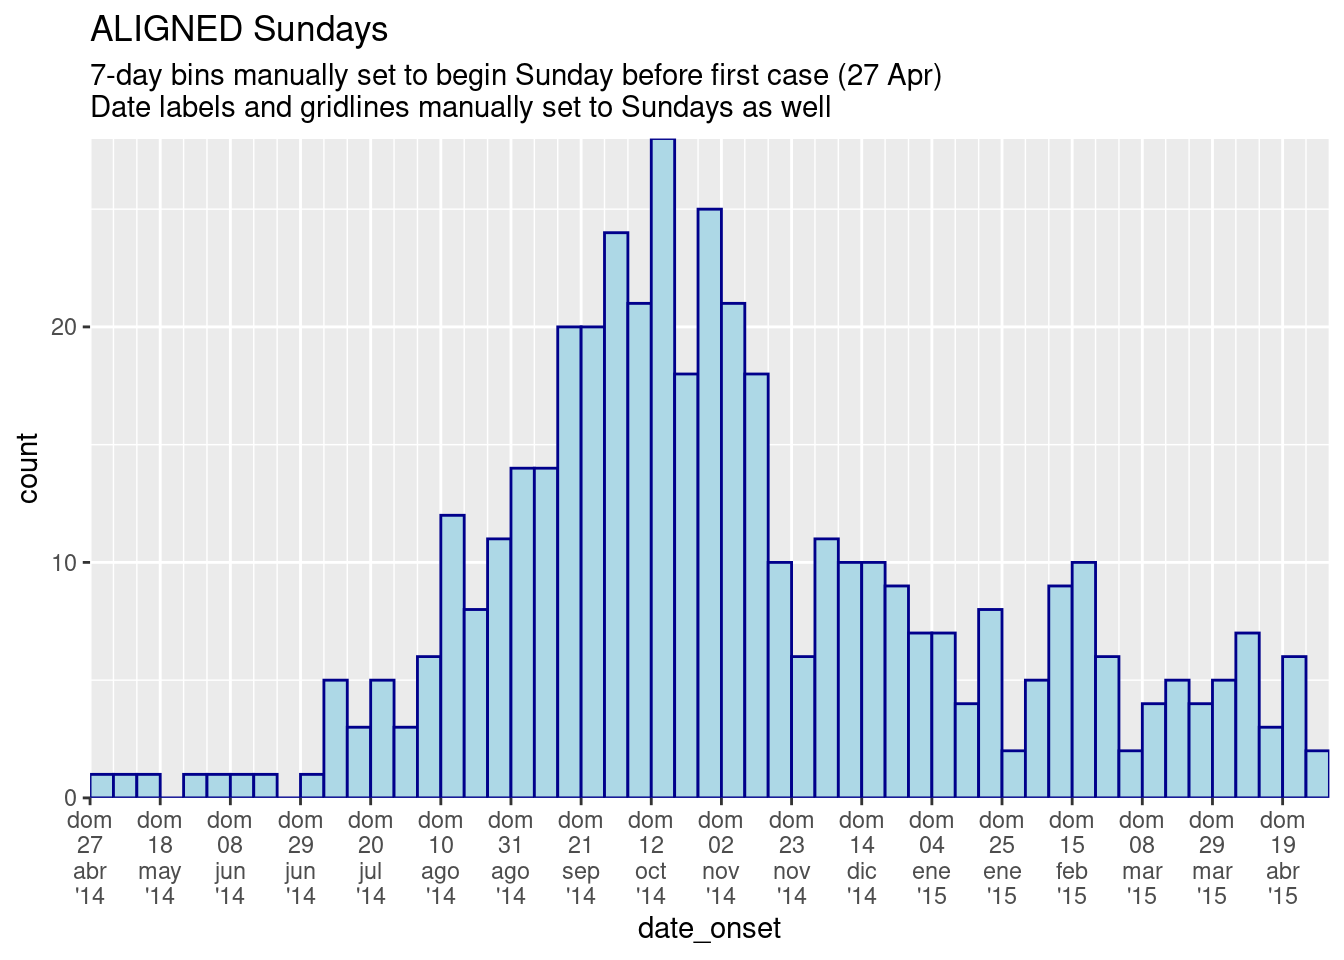 ALIGNED Sundays
7-day bins manually set to begin Sunday before first case (27 Apr)
Date labels and gridlines manually set to Sundays as well
count
20
10
0
dom dom dom dom dom dom dom dom dom dom dom dom dom dom dom dom dom dom
27 18 08 29 20 10 31 21 12 02 23 14 04 25 15 08 29 19
abr may jun jun jul ago ago sep oct nov nov dic ene ene feb mar mar abr
'14 '14 '14 '14 '14 '14 '14 '14 '14 '14 '14 '14 '15 '15 '15 '15 '15 '15
date_onset